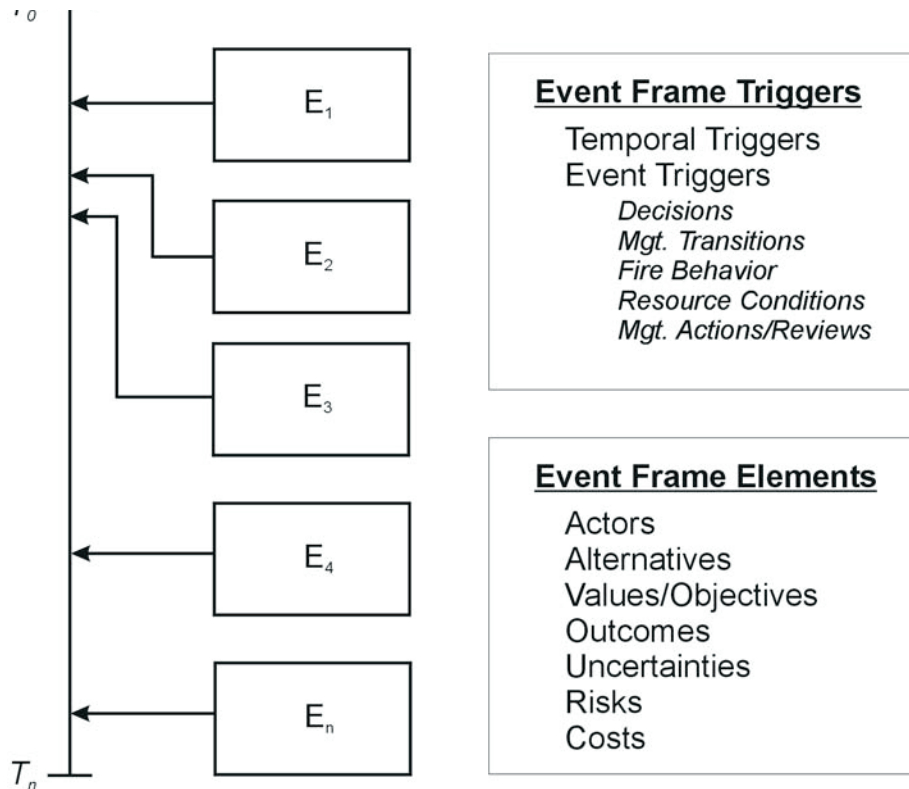 T0
E1
E2
E3
E4
En
Tn
Event Frame Triggers
Temporal Triggers
Event Triggers
Decisions
Mgt. Transitions
Fire Behavior
Resource Conditions
Mgt. Actions/Reviews
Event Frame Elements
Actors
Alternatives
Values/Objectives
Outcomes
Uncertainties
Risks
Costs